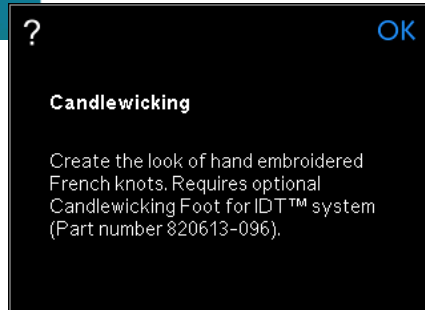 ? OK
Candlewicking
Create the look of hand embroidered
French knots. Requires optional
Candlewicking Foot for IDT™ system
(Part number 820613-096).